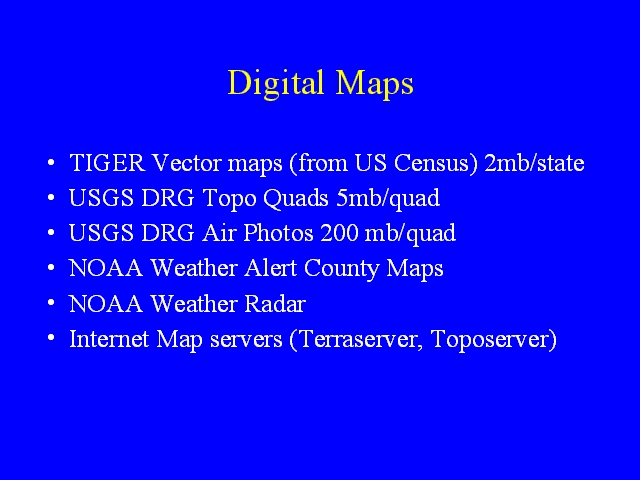 Digital Maps
• TIGER Vector maps (from US Census) 2mb/state
• USGS DRG Topo Quads 5mb/quad
• USGS DRG Air Photos 200 mb/quad
• NOAA Weather Alert County Maps
• NOAA Weather Radar
• Internet Map servers (Terraserver, Toposerver)